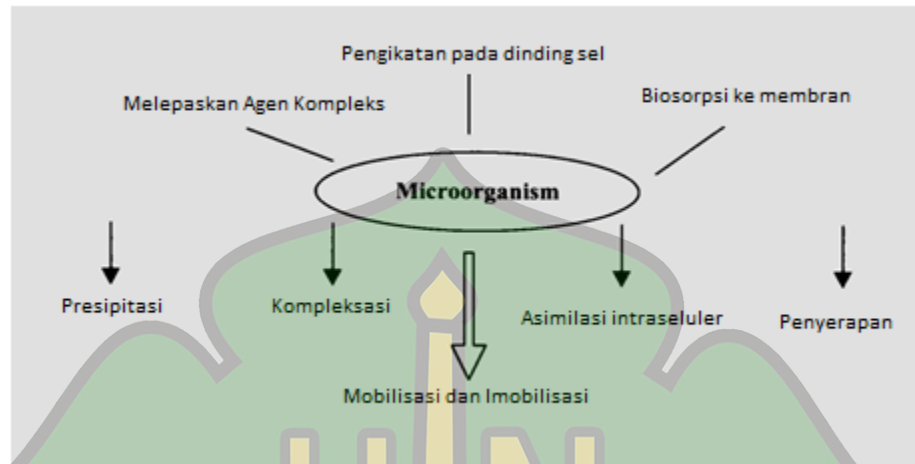 Pengikatan pada dinding sel
Melepaskan Agen Kompleks
Biosorpsi ke membran
Microorganism
Presipitasi
Kompleksasi
Asimilasi intraseluler
Penyerapan
Mobilisasi dan Imobilisasi